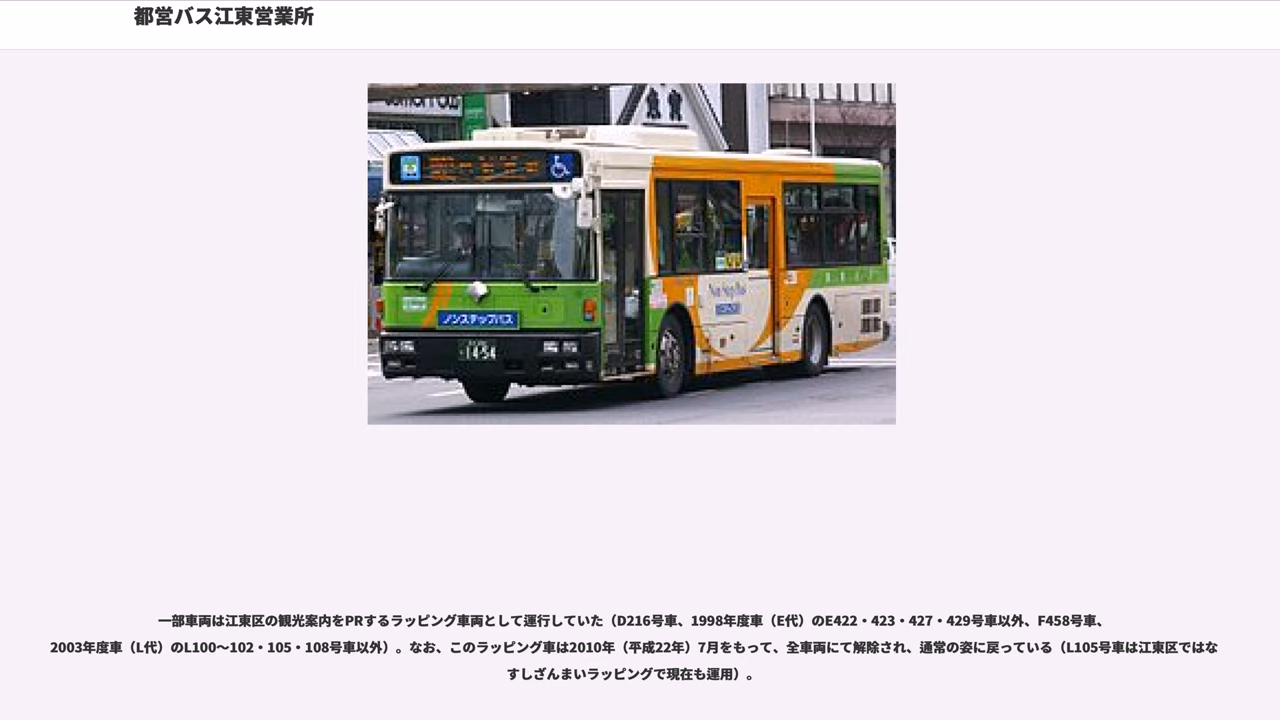 都営バス江東営業所
ノンステップバス
14-54
一部車両は江東区の観光案内をPRするラッピング車両として運行していた（D216号車、1998年度車（E代）のE422・423・427・429号車以外、F458号車、
2003年度車（L代）のL100〜102・105・108号車以外）。なお、このラッピング車は2010年（平成22年）7月をもって、全車両にて解除され、通常の姿に戻っている（L105号車は江東区ではな
すしざんまいラッピングで現在も運用）。